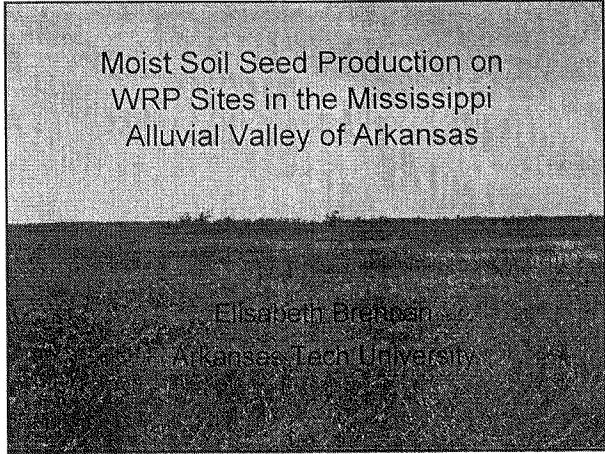 Moist Soil Seed Production on
WRP Sites in the Mississippi
Alluvial Valley of Arkansas
Elisabeth Brennan
Arkansas Tech University